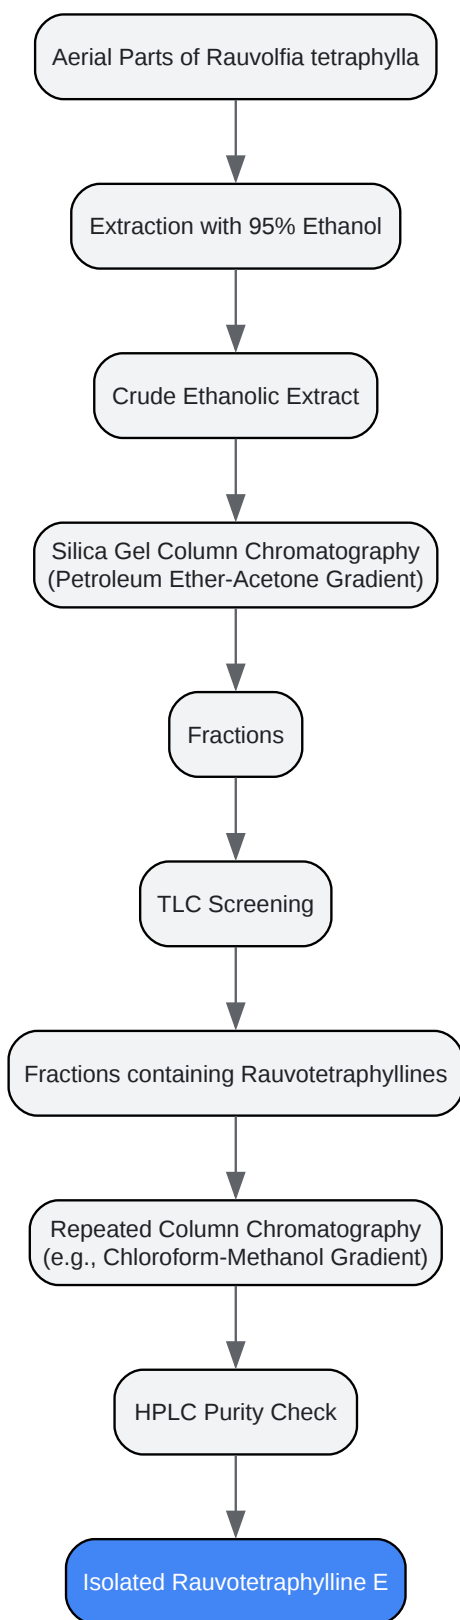 Aerial Parts of Rauvolfia tetraphylla
Extraction with 95% Ethanol
Crude Ethanolic Extract
Silica Gel Column Chromatography
(Petroleum Ether-Acetone Gradient)
Fractions
TLC Screening
Fractions containing Rauvotetraphyllines
Repeated Column Chromatography
(e.g., Chloroform-Methanol Gradient)
HPLC Purity Check
Isolated Rauvotetraphylline E